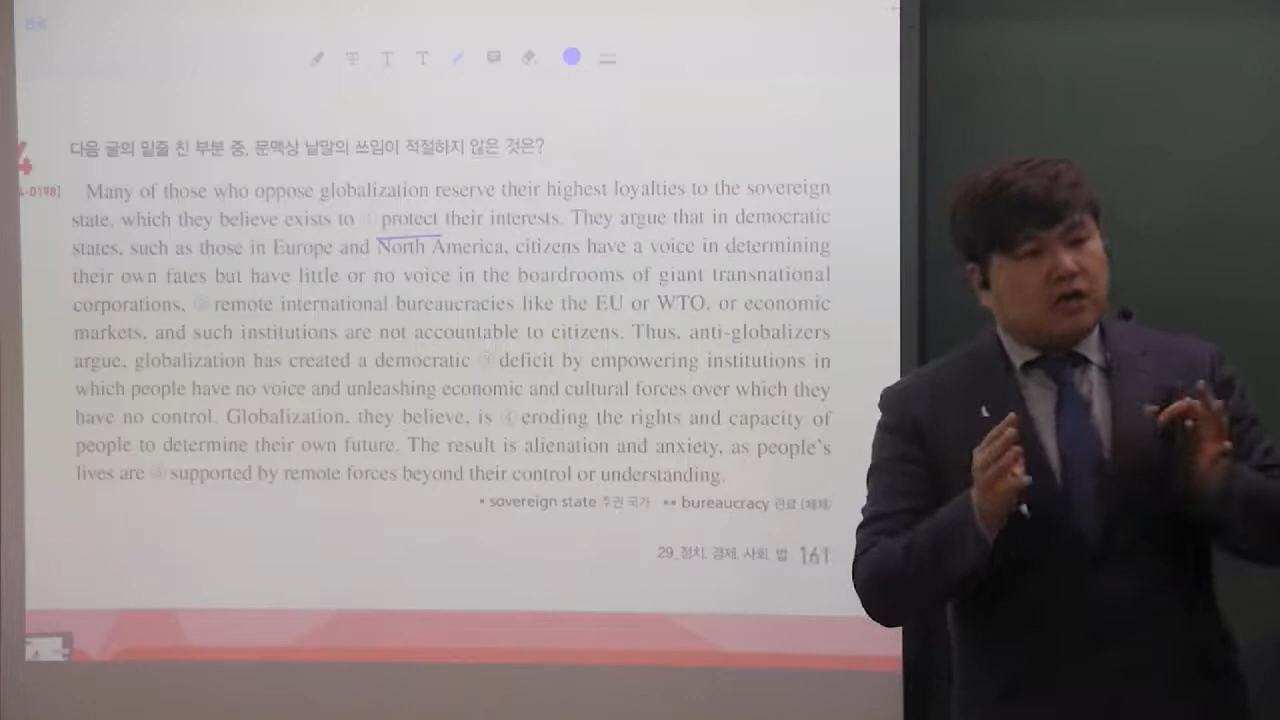 완료
4
다음 글의 밑줄 친 부분 중, 문맥상 낱말의 쓰임이 적절하지 않은 것은?
-0198]
Many of those who oppose globalization reserve their highest loyalties to the sovereign
state, which they believe exists to ① protect their interests. They argue that in democratic
states, such as those in Europe and North America, citizens have a voice in determining
their own fates but have little or no voice in the boardrooms of giant transnational
corporations, ② remote international bureaucracies like the EU or WTO, or economic
markets, and such institutions are not accountable to citizens. Thus, anti-globalizers
argue, globalization has created a democratic ③ deficit by empowering institutions in
which people have no voice and unleashing economic and cultural forces over which they
have no control. Globalization, they believe, is ④ eroding the rights and capacity of
people to determine their own future. The result is alienation and anxiety, as people's
lives are ⑤ supported by remote forces beyond their control or understanding.
* sovereign state 주권 국가 ** bureaucracy 관료 (체제)
29_정치, 경제, 사회, 법 161